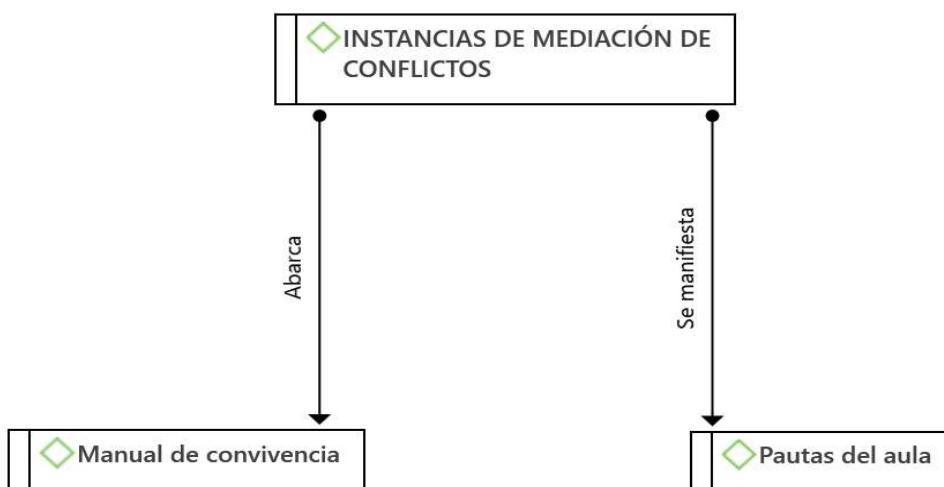 INSTANCIAS DE MEDIACIÓN DE
CONFLICTOS
Abarca
Se manifiesta
Manual de convivencia
Pautas del aula